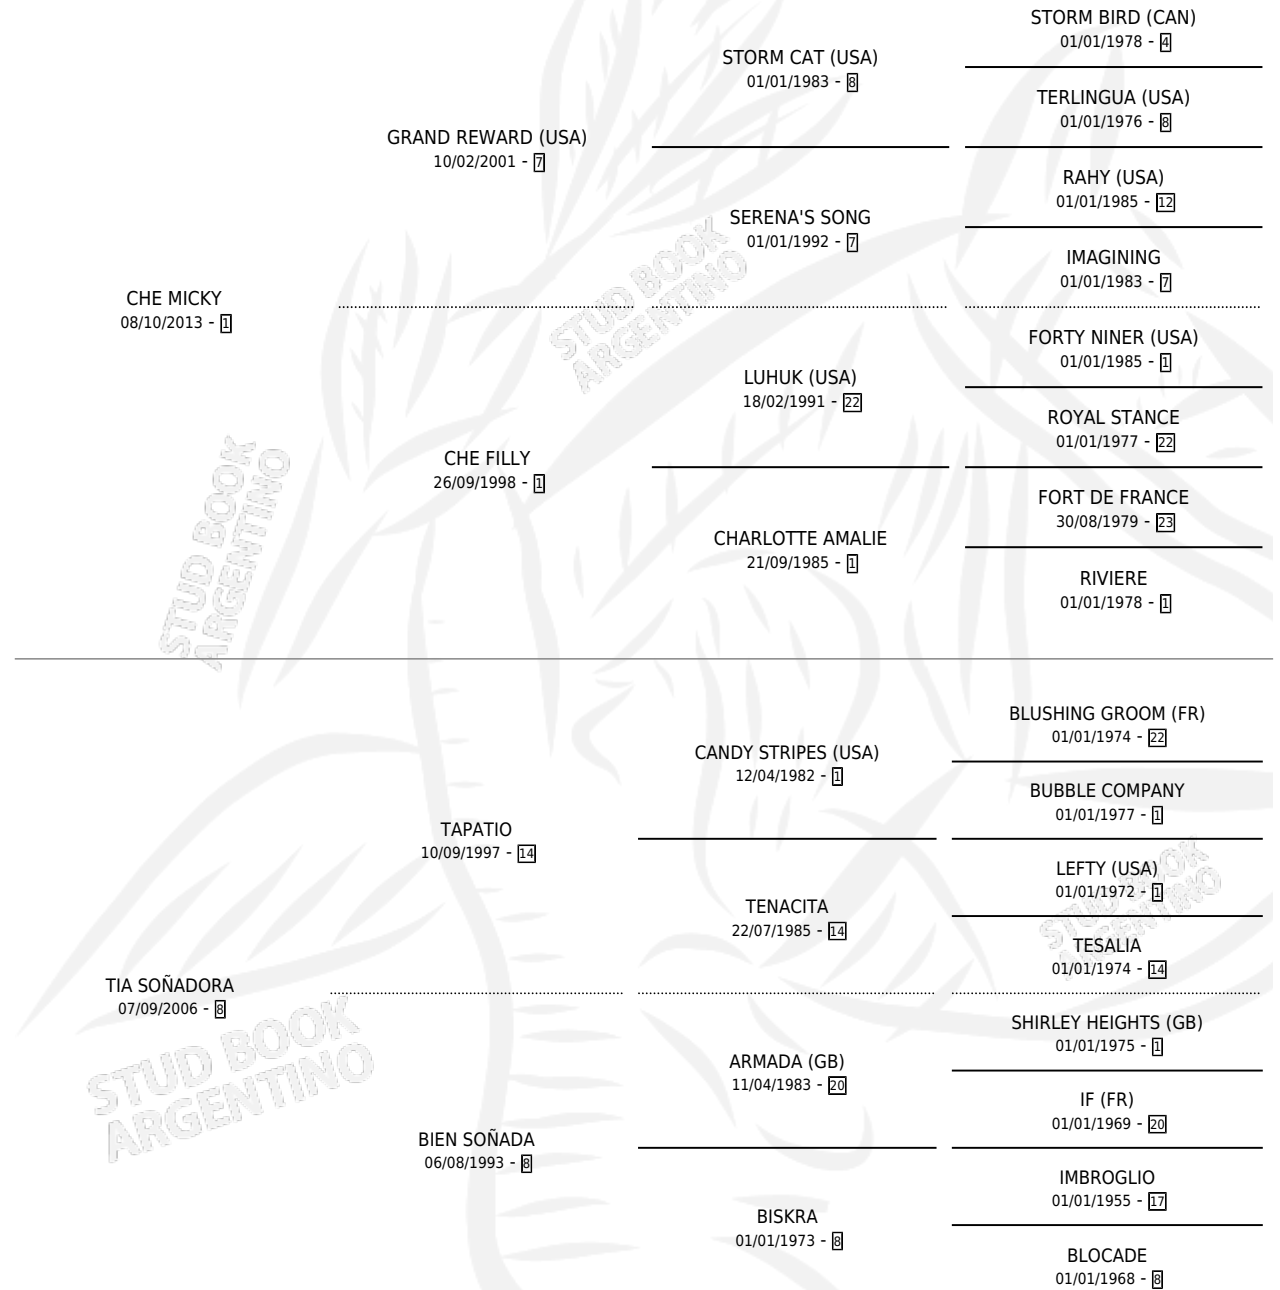 STORM BIRD (CAN)
01/01/1978 - 4
STORM CAT (USA)
01/01/1983 - 8
TERLINGUA (USA)
01/01/1976 - 8
GRAND REWARD (USA)
10/02/2001 - 7
RAHY (USA)
01/01/1985 - 12
SERENA'S SONG
01/01/1992 - 7
IMAGINING
01/01/1983 - 7
CHE MICKY
08/10/2013 - 1
FORTY NINER (USA)
01/01/1985 - 1
LUHUK (USA)
18/02/1991 - 22
ROYAL STANCE
01/01/1977 - 22
CHE FILLY
26/09/1998 - 1
FORT DE FRANCE
30/08/1979 - 23
CHARLOTTE AMALIE
21/09/1985 - 1
RIVIERE
01/01/1978 - 1
STUD BOOK
ARGENTINO
STUD BOOK
ARGENTINO
BLUSHING GROOM (FR)
01/01/1974 - 22
CANDY STRIPES (USA)
12/04/1982 - 1
BUBBLE COMPANY
01/01/1977 - 1
TAPATIO
10/09/1997 - 14
LEFTY (USA)
01/01/1972 - 1
TENACITA
22/07/1985 - 14
TESALIA
01/01/1974 - 14
STUD BOOK
ARGENTINO
TIA SOÑADORA
07/09/2006 - 8
SHIRLEY HEIGHTS (GB)
01/01/1975 - 1
ARMADA (GB)
11/04/1983 - 20
IF (FR)
01/01/1969 - 20
STUD BOOK
ARGENTINO
BIEN SOÑADA
06/08/1993 - 8
IMBROGLIO
01/01/1955 - 17
BISKRA
01/01/1973 - 8
BLOCADE
01/01/1968 - 8